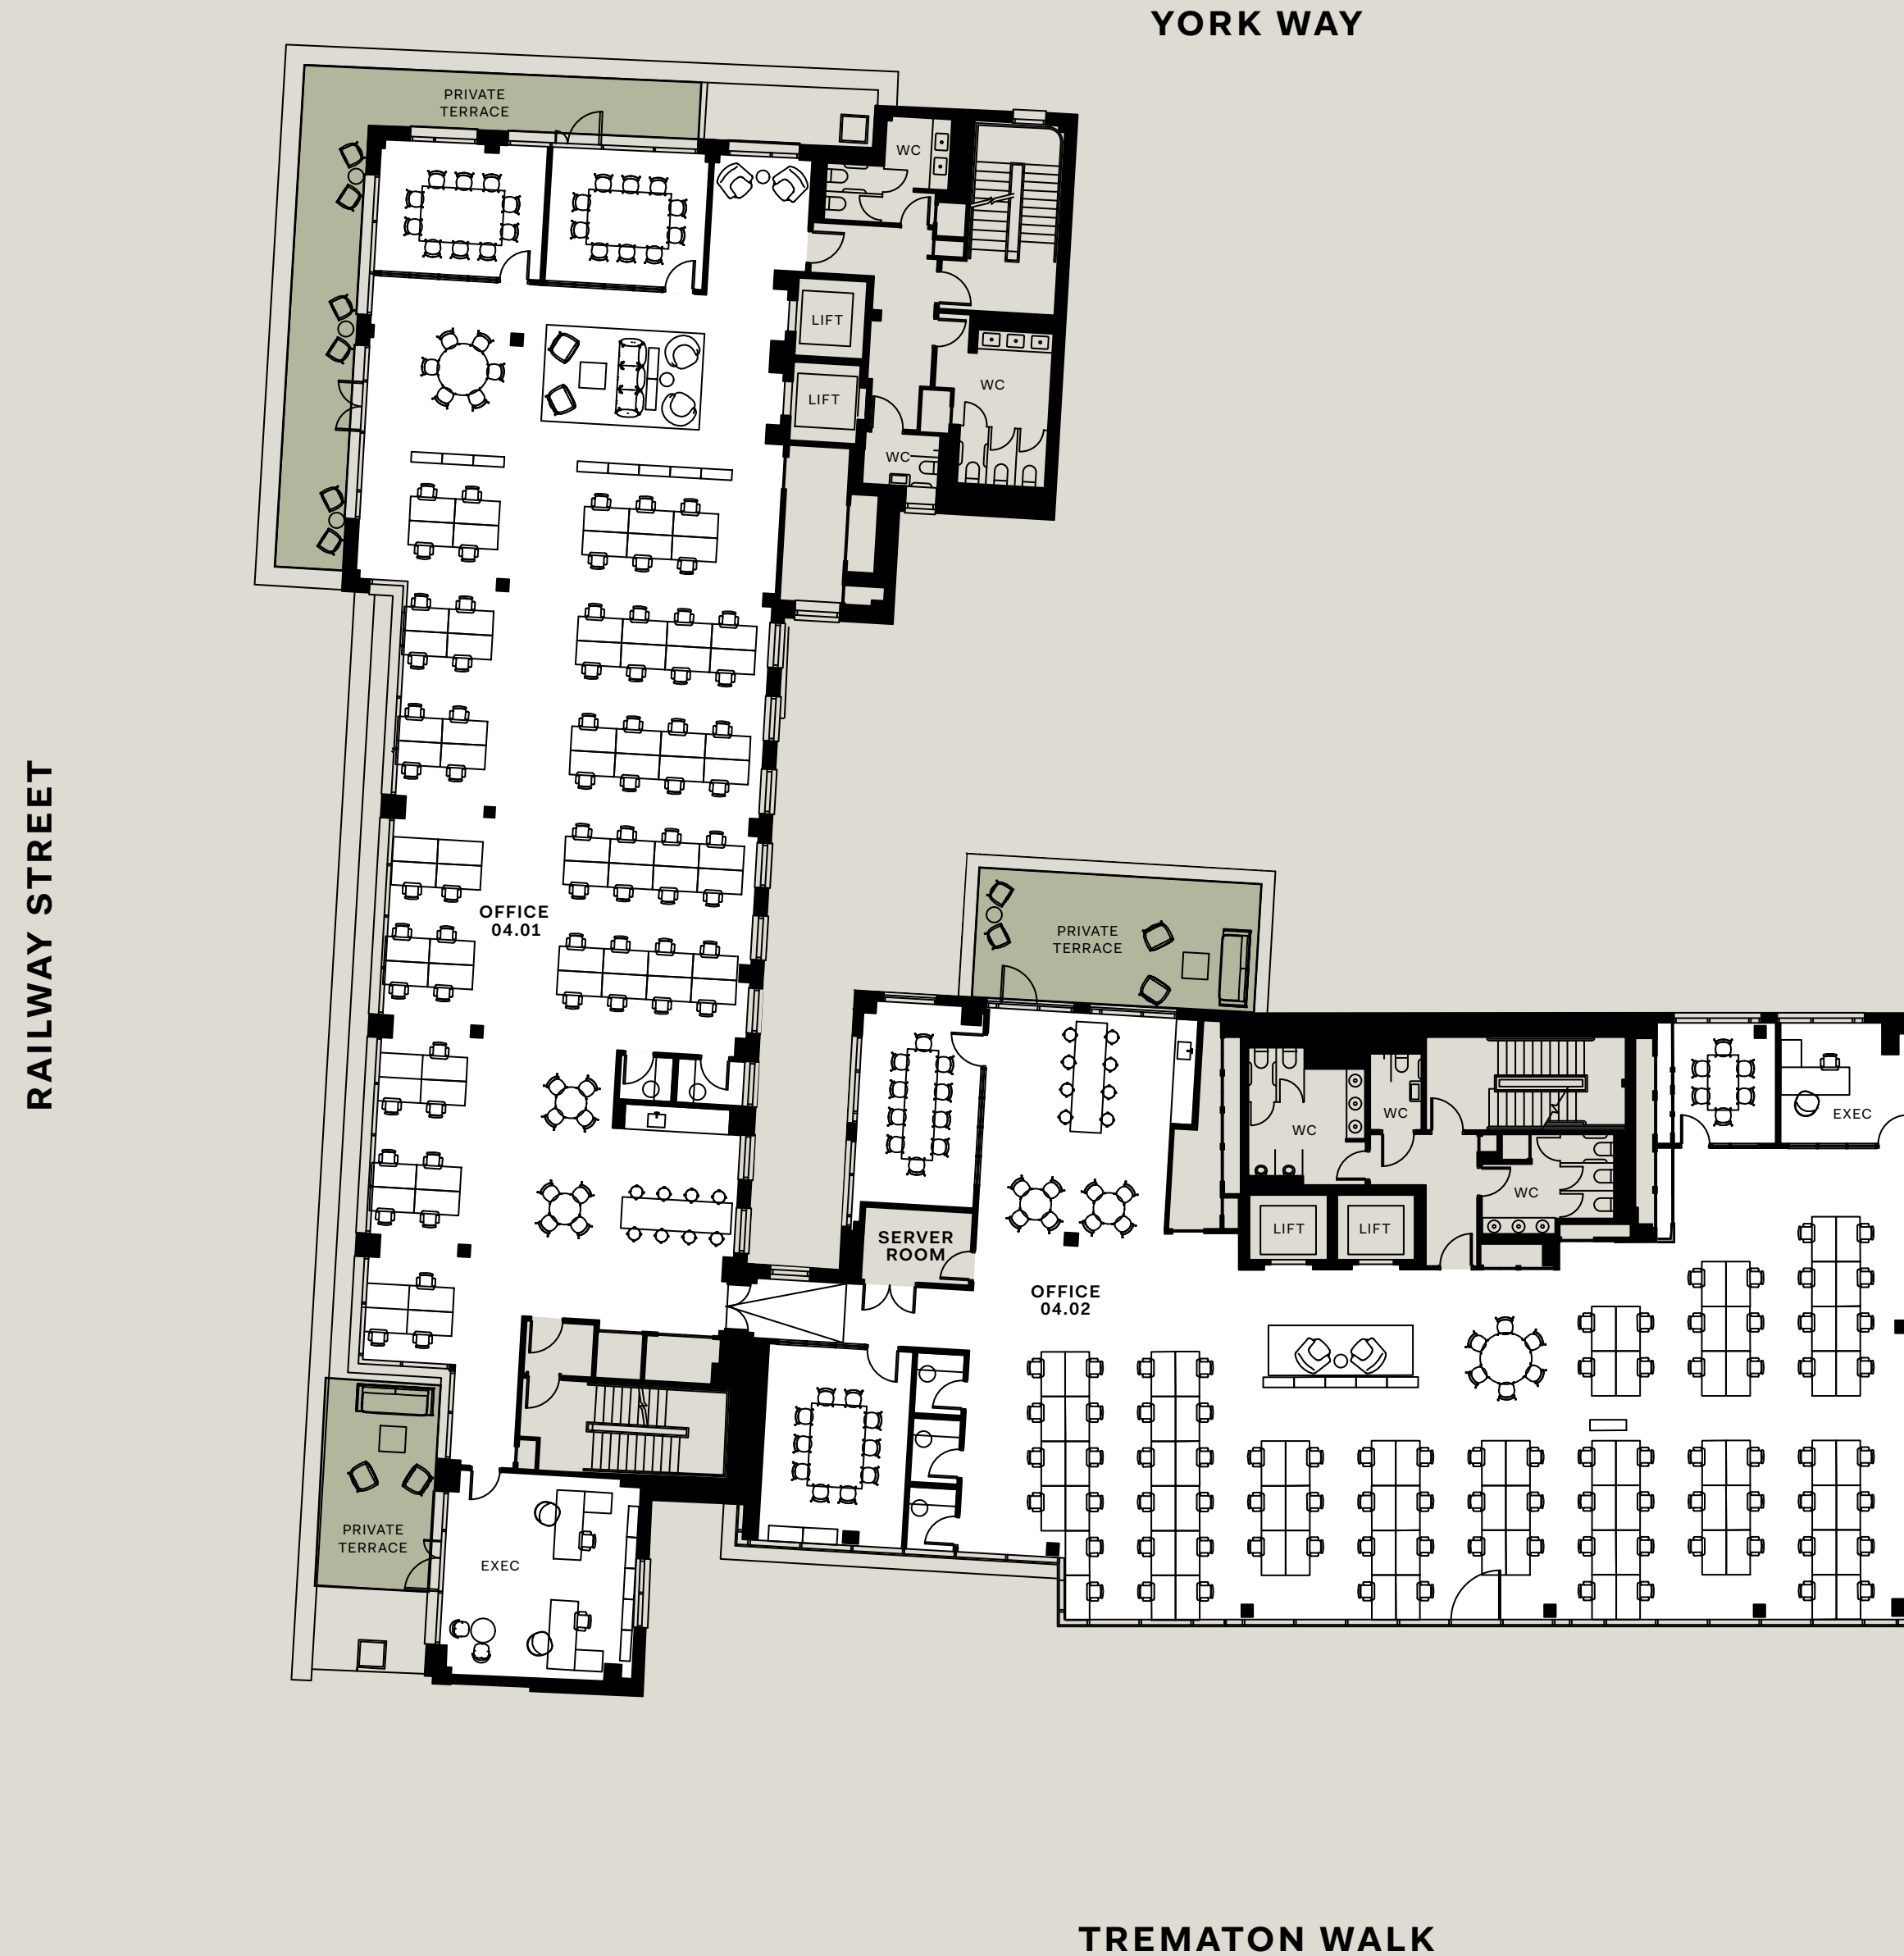 YORK WAY
PRIVATE
TERRACE
WC
LIFT
WC
LIFT
WC
RAILWAY STREET
OFFICE
04.01
PRIVATE
TERRACE
EXEC
WC
WC
WC
SERVER
ROOM
LIFT
LIFT
OFFICE
04.02
PRIVATE
TERRACE
EXEC
TREMATON WALK